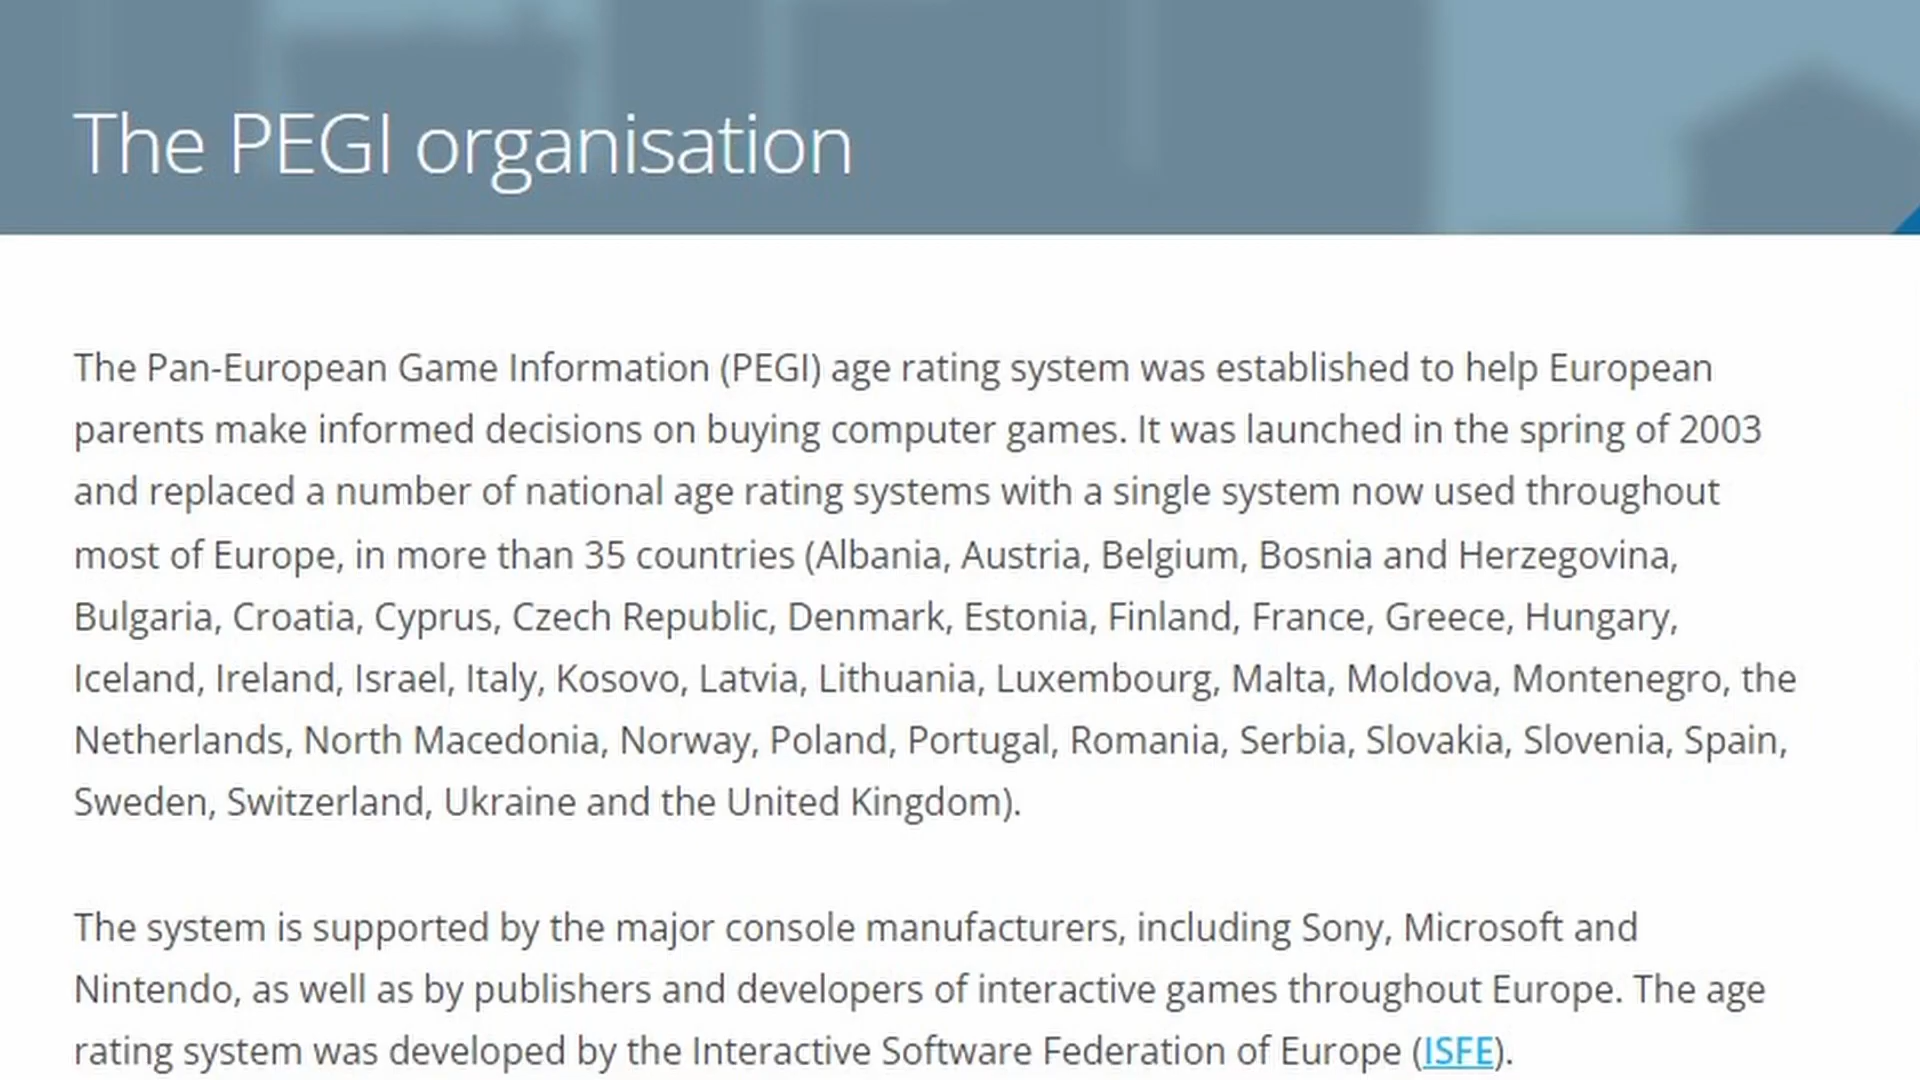 The PEGI organisation
The Pan-European Game Information (PEGI) age rating system was established to help European
parents make informed decisions on buying computer games. It was launched in the spring of 2003
and replaced a number of national age rating systems with a single system now used throughout
most of Europe, in more than 35 countries (Albania, Austria, Belgium, Bosnia and Herzegovina,
Bulgaria, Croatia, Cyprus, Czech Republic, Denmark, Estonia, Finland, France, Greece, Hungary,
Iceland, Ireland, Israel, Italy, Kosovo, Latvia, Lithuania, Luxembourg, Malta, Moldova, Montenegro, the
Netherlands, North Macedonia, Norway, Poland, Portugal, Romania, Serbia, Slovakia, Slovenia, Spain,
Sweden, Switzerland, Ukraine and the United Kingdom).
The system is supported by the major console manufacturers, including Sony, Microsoft and
Nintendo, as well as by publishers and developers of interactive games throughout Europe. The age
rating system was developed by the Interactive Software Federation of Europe (ISFE).